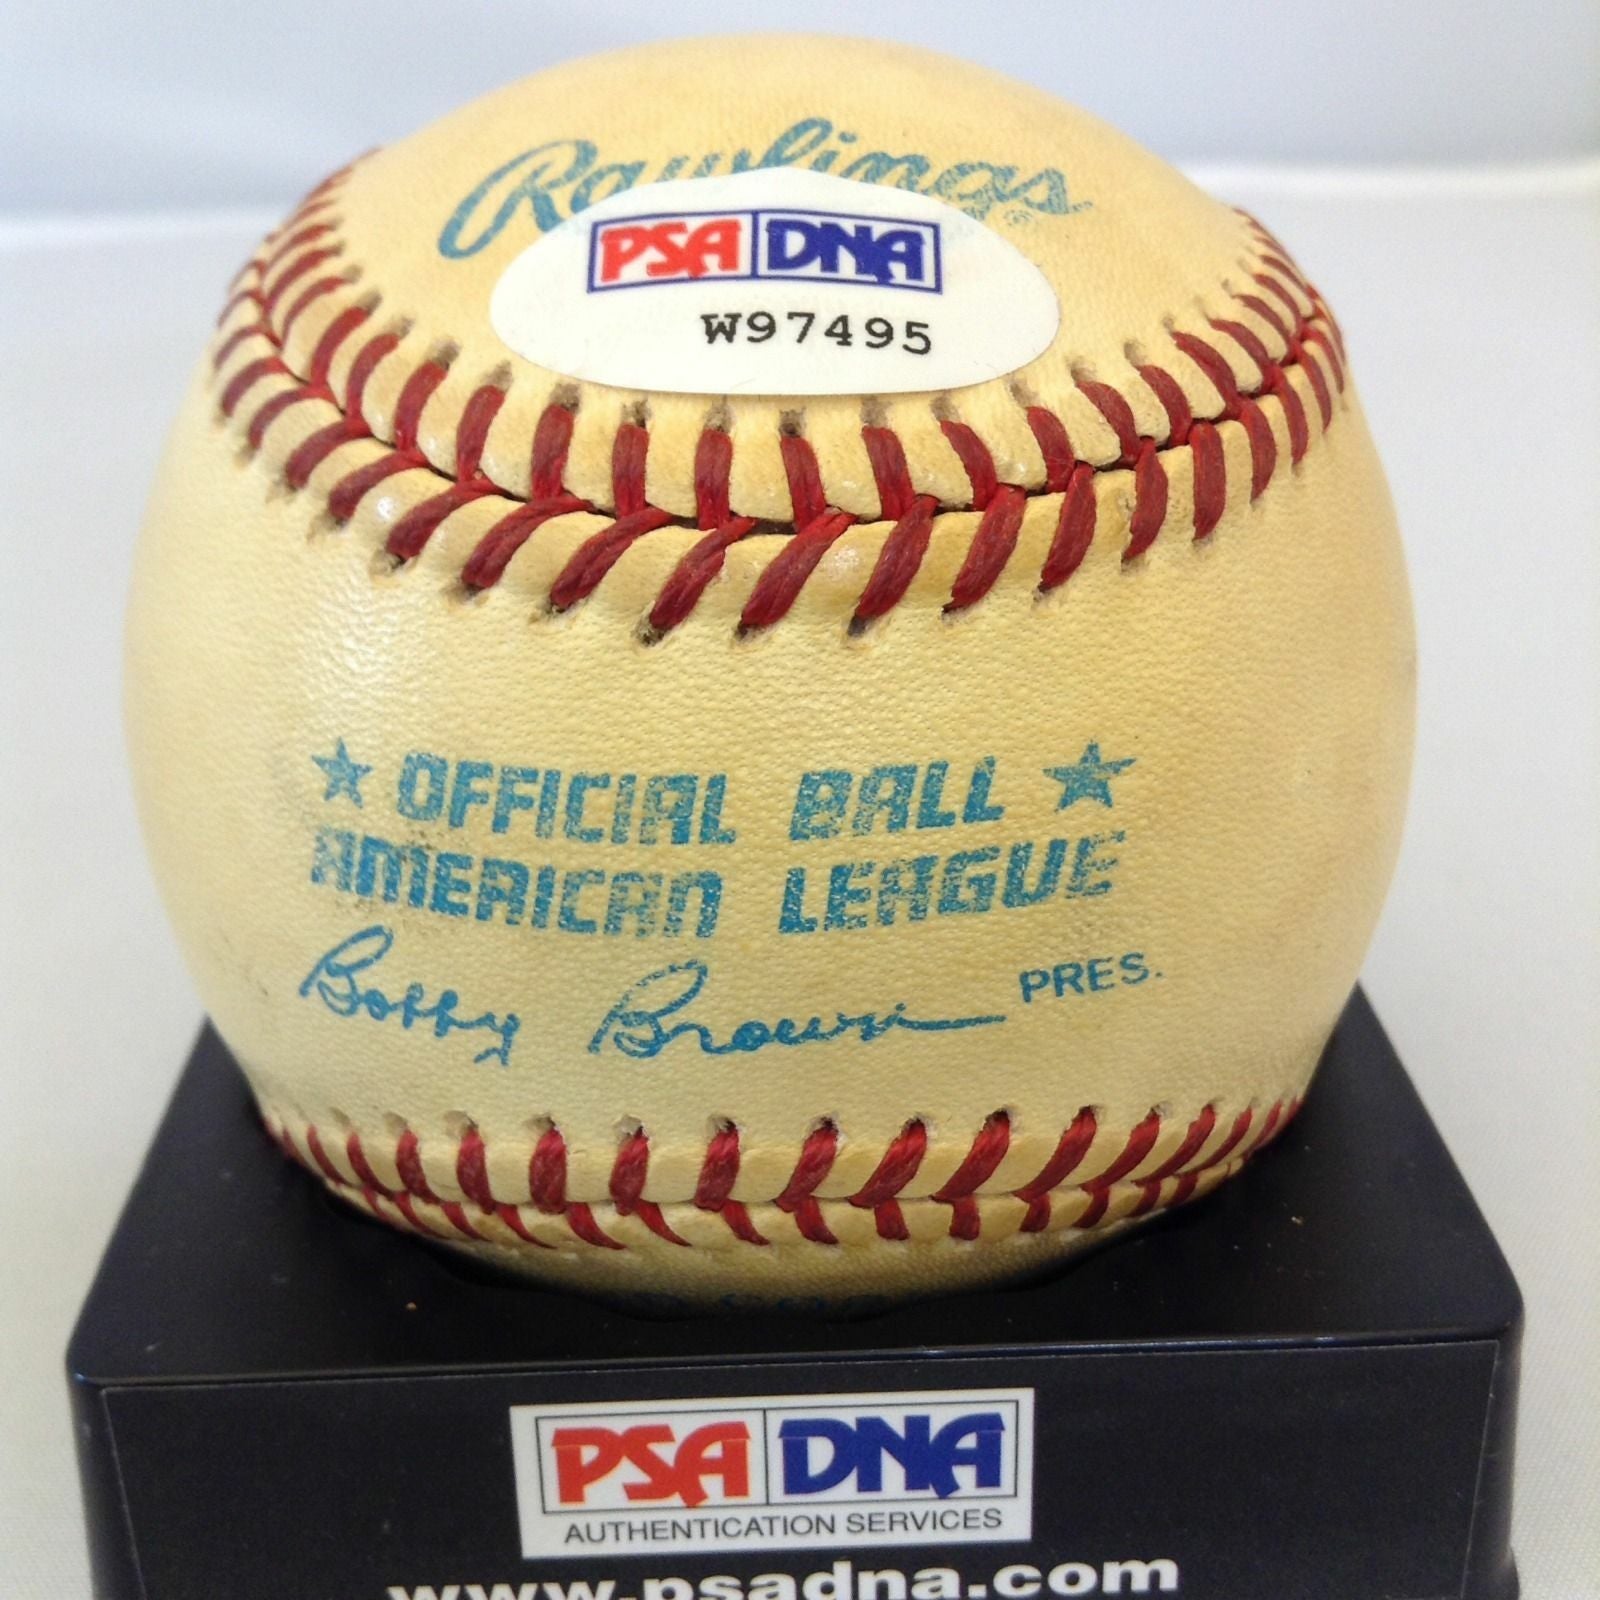 Rawlings
PSA DNA
W97495
OFFICIAL BALL
AMERICAN LEAGUE
Bobby Brown PRES.
PSA DNA
AUTHENTICATION SERVICES
www.psadna.com